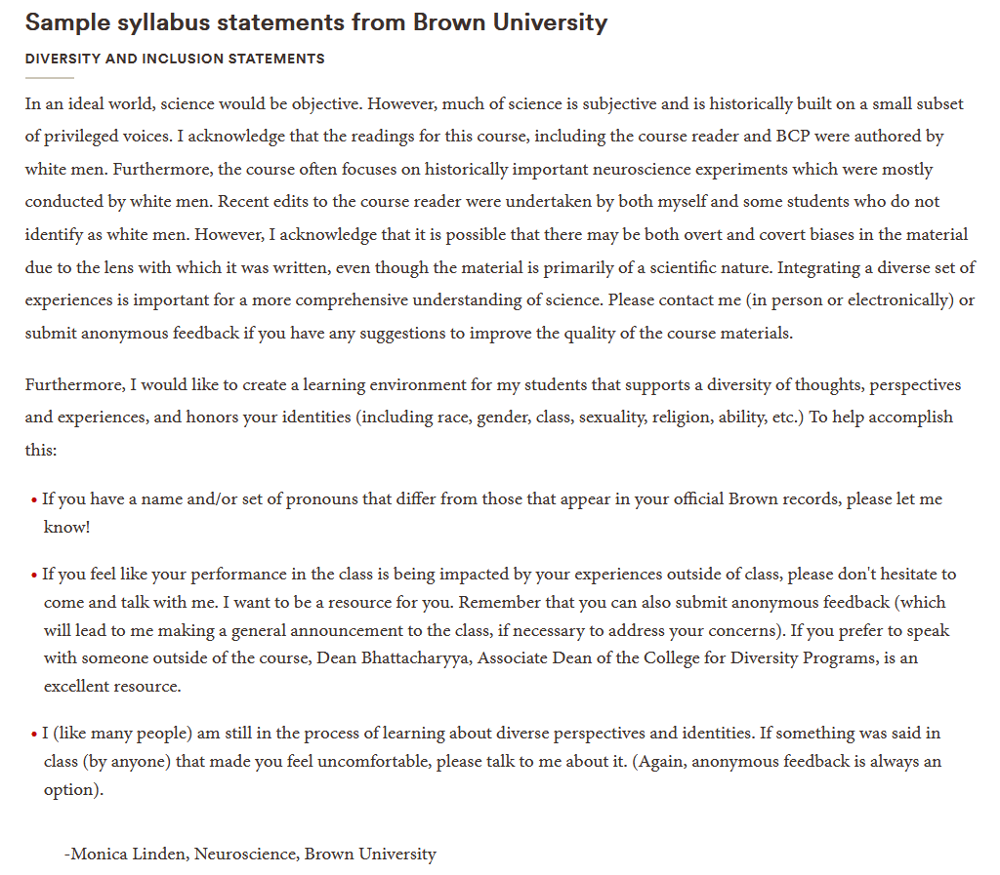 Sample syllabus statements from Brown University
DIVERSITY AND INCLUSION STATEMENTS
In an ideal world, science would be objective. However, much of science is subjective and is historically built on a small subset
of privileged voices. I acknowledge that the readings for this course, including the course reader and BCP were authored by
white men. Furthermore, the course often focuses on historically important neuroscience experiments which were mostly
conducted by white men. Recent edits to the course reader were undertaken by both myself and some students who do not
identify as white men. However, I acknowledge that it is possible that there may be both overt and covert biases in the material
due to the lens with which it was written, even though the material is primarily of a scientific nature. Integrating a diverse set of
experiences is important for a more comprehensive understanding of science. Please contact me (in person or electronically) or
submit anonymous feedback if you have any suggestions to improve the quality of the course materials.
Furthermore, I would like to create a learning environment for my students that supports a diversity of thoughts, perspectives
and experiences, and honors your identities (including race, gender, class, sexuality, religion, ability, etc.) To help accomplish
this:
• If you have a name and/or set of pronouns that differ from those that appear in your official Brown records, please let me
know!
• If you feel like your performance in the class is being impacted by your experiences outside of class, please don't hesitate to
come and talk with me. I want to be a resource for you. Remember that you can also submit anonymous feedback (which
will lead to me making a general announcement to the class, if necessary to address your concerns). If you prefer to speak
with someone outside of the course, Dean Bhattacharyya, Associate Dean of the College for Diversity Programs, is an
excellent resource.
• I (like many people) am still in the process of learning about diverse perspectives and identities. If something was said in
class (by anyone) that made you feel uncomfortable, please talk to me about it. (Again, anonymous feedback is always an
option).
-Monica Linden, Neuroscience, Brown University